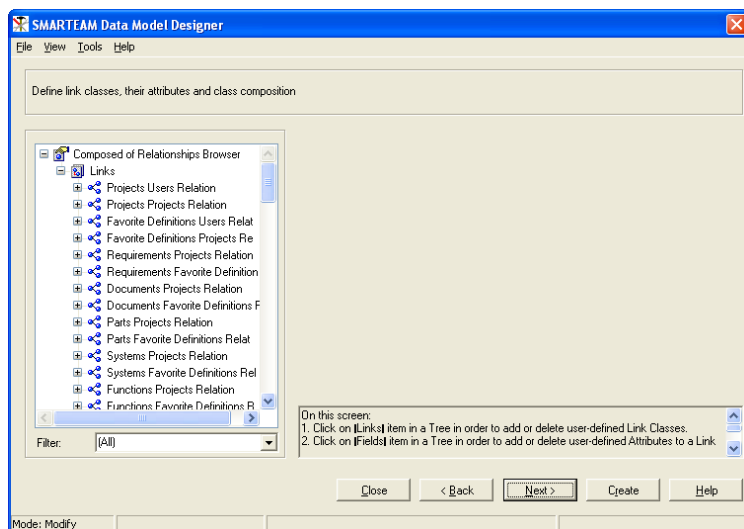 SMARTEAM Data Model Designer
File View Tools Help
Define link classes, their attributes and class composition
Composed of Relationships Browser
Links
Projects Users Relation
Projects Projects Relation
Favorite Definitions Users Relat
Favorite Definitions Projects Re
Requirements Projects Relation
Requirements Favorite Definition
Documents Projects Relation
Documents Favorite Definitions F
Parts Projects Relation
Parts Favorite Definitions Relat
Systems Projects Relation
Systems Favorite Definitions Rel
Functions Projects Relation
Functions Favorite Definitions R
Filter: (All)
On this screen:
1. Click on |Links| item in a Tree in order to add or delete user-defined Link Classes.
2. Click on |Fields| item in a Tree in order to add or delete user-defined Attributes to a Link
Close < Back Next > Create Help
Mode: Modify